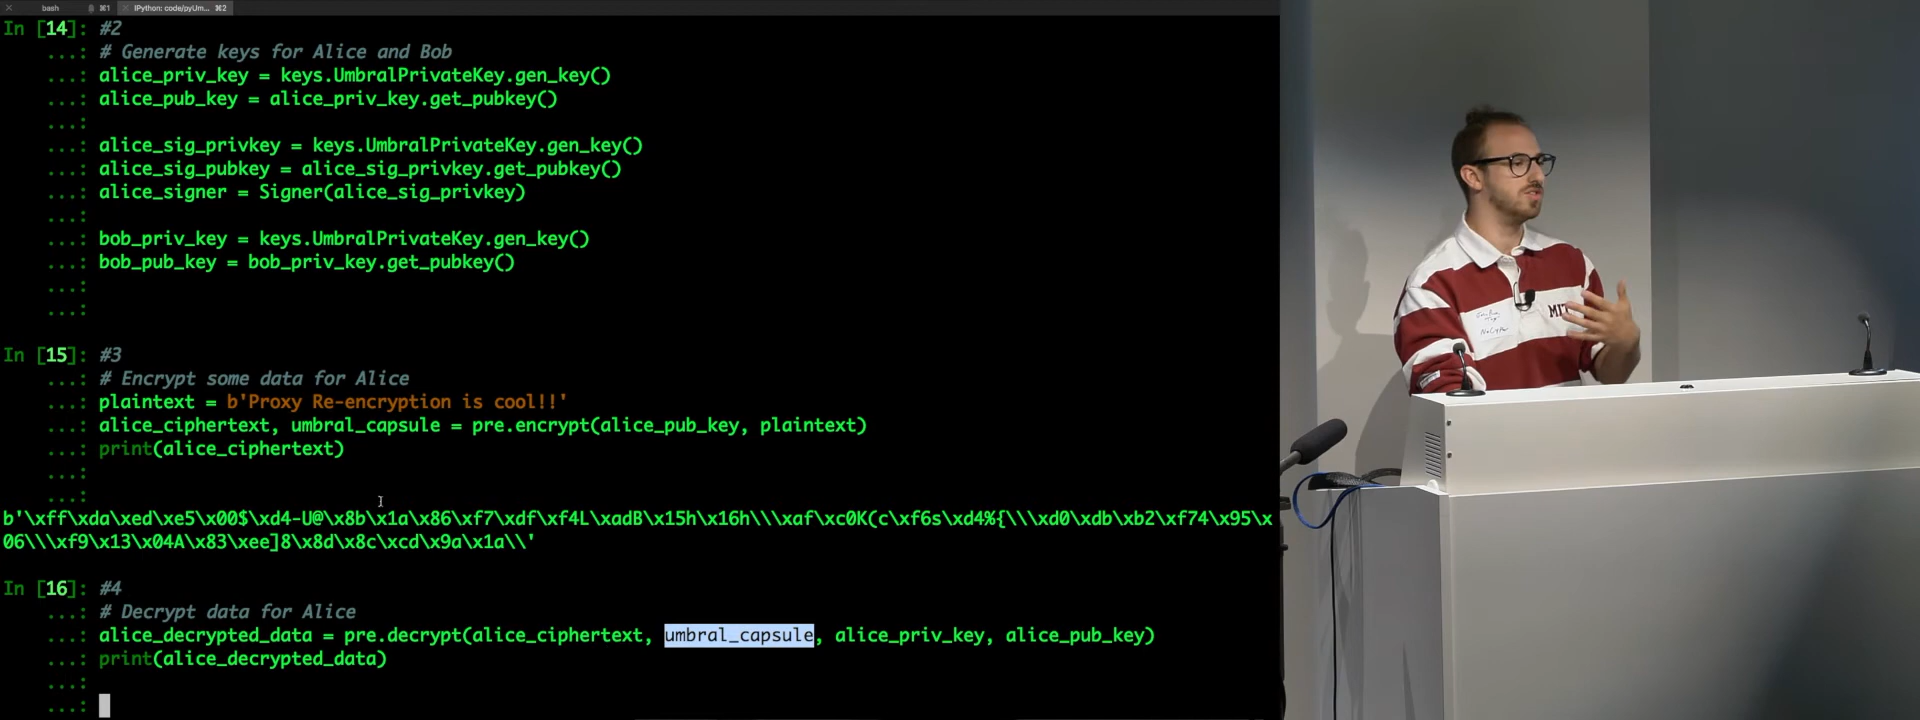 bash ⌘1 IPython: code/pyUm... ⌘2
In [14]: #2
...: # Generate keys for Alice and Bob
...: alice_priv_key = keys.UmbralPrivateKey.gen_key()
...: alice_pub_key = alice_priv_key.get_pubkey()
...:
...: alice_sig_privkey = keys.UmbralPrivateKey.gen_key()
...: alice_sig_pubkey = alice_sig_privkey.get_pubkey()
...: alice_signer = Signer(alice_sig_privkey)
...:
...: bob_priv_key = keys.UmbralPrivateKey.gen_key()
...: bob_pub_key = bob_priv_key.get_pubkey()
...:
...:
In [15]: #3
...: # Encrypt some data for Alice
...: plaintext = b'Proxy Re-encryption is cool!!'
...: alice_ciphertext, umbral_capsule = pre.encrypt(alice_pub_key, plaintext)
...: print(alice_ciphertext)
...:
...:
b'\xff\xda\xed\xe5\x00$\xd4-U@\x8b\x1a\x86\xf7\xdf\xf4L\xadB\x15h\x16h\\\xaf\xc0K(c\xf6s\xd4%{\\\xd0\xdb\xb2\xf74\x95\x
06\\\xf9\x13\x04A\x83\xee]8\x8d\x8c\xcd\x9a\x1a\\'
In [16]: #4
...: # Decrypt data for Alice
...: alice_decrypted_data = pre.decrypt(alice_ciphertext, umbral_capsule, alice_priv_key, alice_pub_key)
...: print(alice_decrypted_data)
...:
...:
MIT